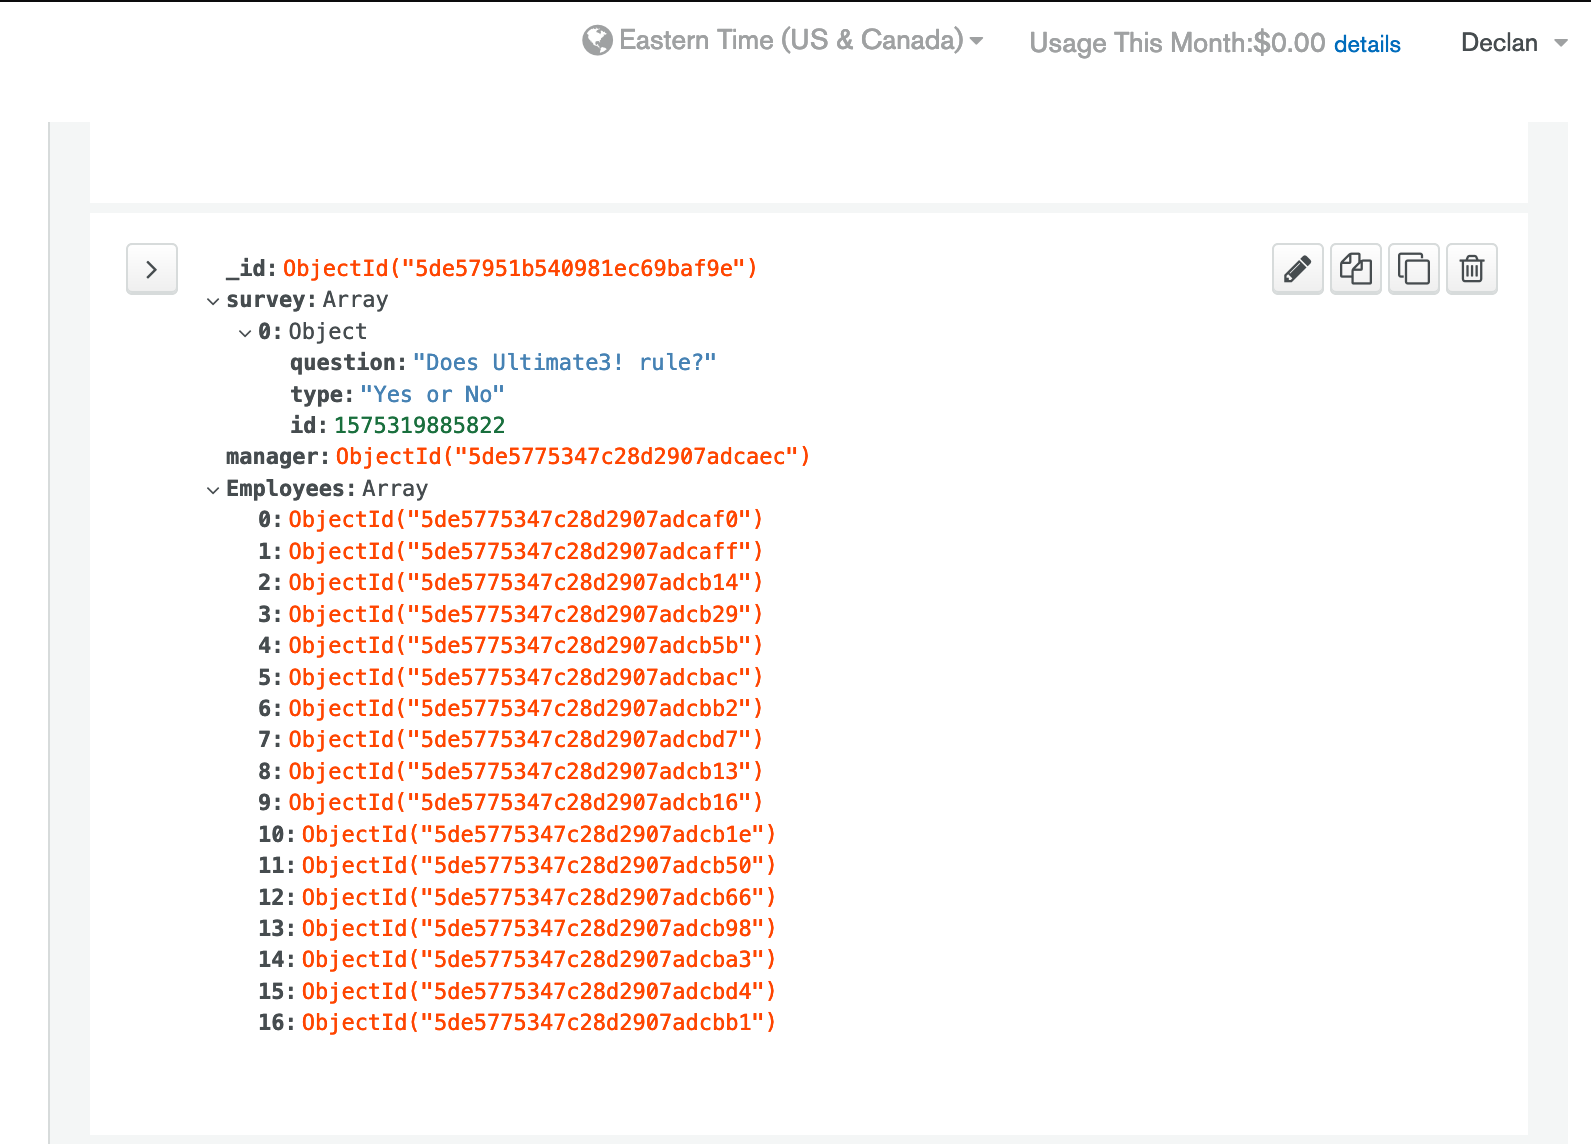 Eastern Time (US & Canada)
Usage This Month:$0.00 details
Declan
_id: ObjectId("5de57951b540981ec69baf9e")
survey: Array
0: Object
question: "Does Ultimate3! rule?"
type: "Yes or No"
id: 1575319885822
manager: ObjectId("5de5775347c28d2907adcaec")
Employees: Array
0: ObjectId("5de5775347c28d2907adcaf0")
1: ObjectId("5de5775347c28d2907adcaff")
2: ObjectId("5de5775347c28d2907adcb14")
3: ObjectId("5de5775347c28d2907adcb29")
4: ObjectId("5de5775347c28d2907adcb5b")
5: ObjectId("5de5775347c28d2907adcbac")
6: ObjectId("5de5775347c28d2907adcbb2")
7: ObjectId("5de5775347c28d2907adcbd7")
8: ObjectId("5de5775347c28d2907adcb13")
9: ObjectId("5de5775347c28d2907adcb16")
10: ObjectId("5de5775347c28d2907adcb1e")
11: ObjectId("5de5775347c28d2907adcb50")
12: ObjectId("5de5775347c28d2907adcb66")
13: ObjectId("5de5775347c28d2907adcb98")
14: ObjectId("5de5775347c28d2907adcba3")
15: ObjectId("5de5775347c28d2907adcbd4")
16: ObjectId("5de5775347c28d2907adcbb1")